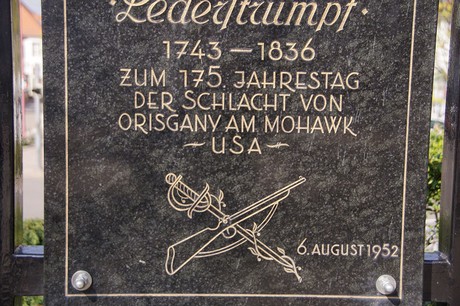 · Lederstrumpf ·
1743 – 1836
ZUM 175. JAHRESTAG
DER SCHLACHT VON
ORISGANY AM MOHAWK
– USA –
6. AUGUST 1952